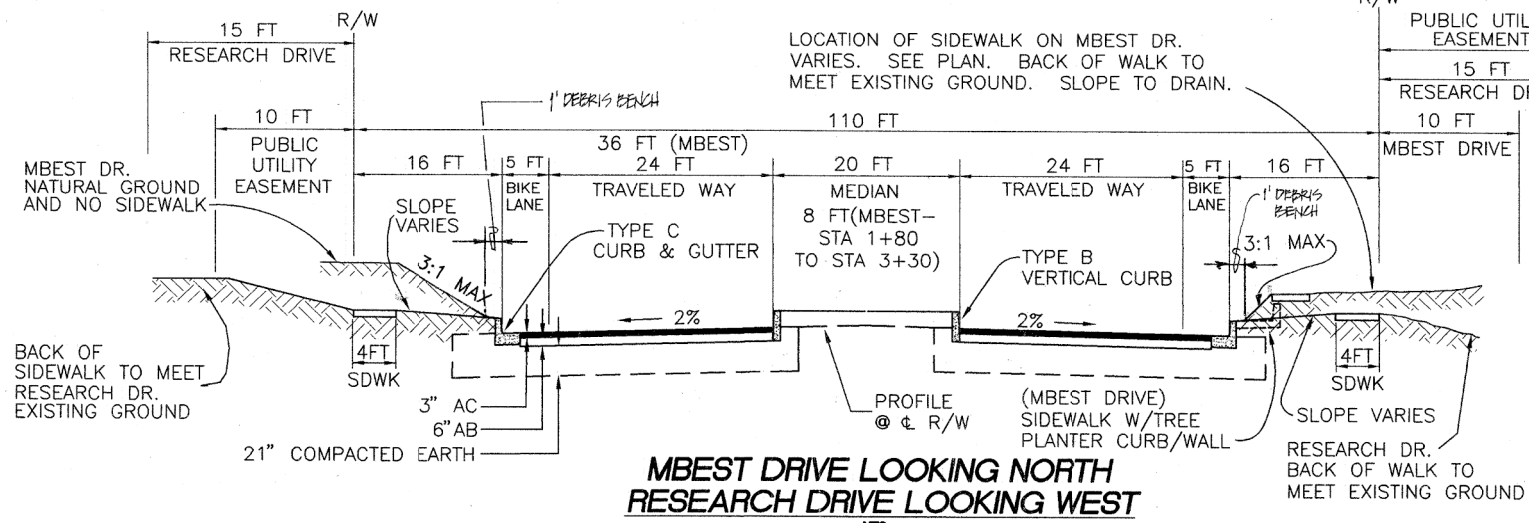 R/W
15 FT
RESEARCH DRIVE
LOCATION OF SIDEWALK ON MBEST DR.
VARIES. SEE PLAN. BACK OF WALK TO
MEET EXISTING GROUND. SLOPE TO DRAIN.
R/W
PUBLIC
EASEMENT
15 FT
RESEARCH
1' DEBRIS BENCH
10 FT
PUBLIC
UTILITY
EASEMENT
110 FT
36 FT (MBEST)
10 FT
MBEST DRIVE
MBEST DR.
NATURAL GROUND
AND NO SIDEWALK
16 FT
5 FT
BIKE
LANE
24 FT
TRAVELED WAY
20 FT
MEDIAN
8 FT(MBEST-
STA 1+80
TO STA 3+30)
24 FT
TRAVELED WAY
5 FT
BIKE
LANE
16 FT
1' DEBRIS
BENCH
SLOPE
VARIES
3:1 MAX
TYPE C
CURB & GUTTER
TYPE B
VERTICAL CURB
3:1 MAX
2%
2%
BACK OF
SIDEWALK TO MEET
RESEARCH DR.
EXISTING GROUND
4FT
SDWK
3" AC
6"AB
21" COMPACTED EARTH
PROFILE
@ ℄ R/W
(MBEST DRIVE)
SIDEWALK W/TREE
PLANTER CURB/WALL
4FT
SDWK
SLOPE VARIES
RESEARCH DR.
BACK OF WALK TO
MEET EXISTING GROUND
MBEST DRIVE LOOKING NORTH
RESEARCH DRIVE LOOKING WEST